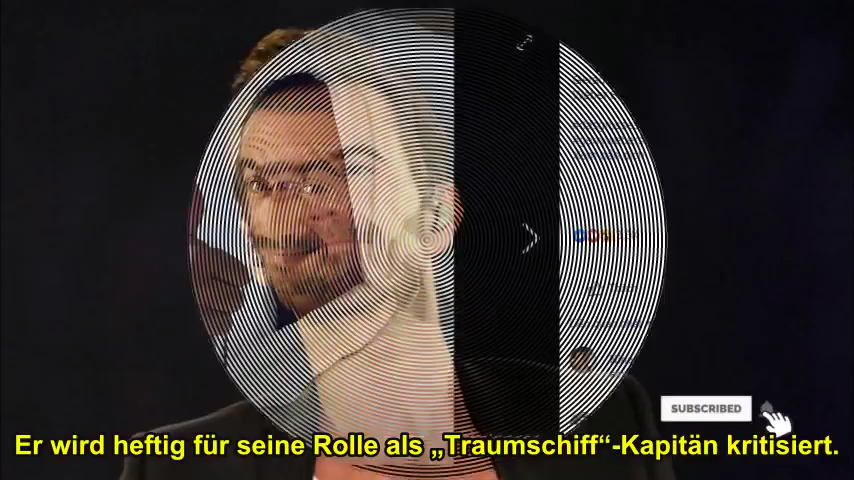 SUBSCRIBED
Er wird heftig für seine Rolle als „Traumschiff“-Kapitän kritisiert.